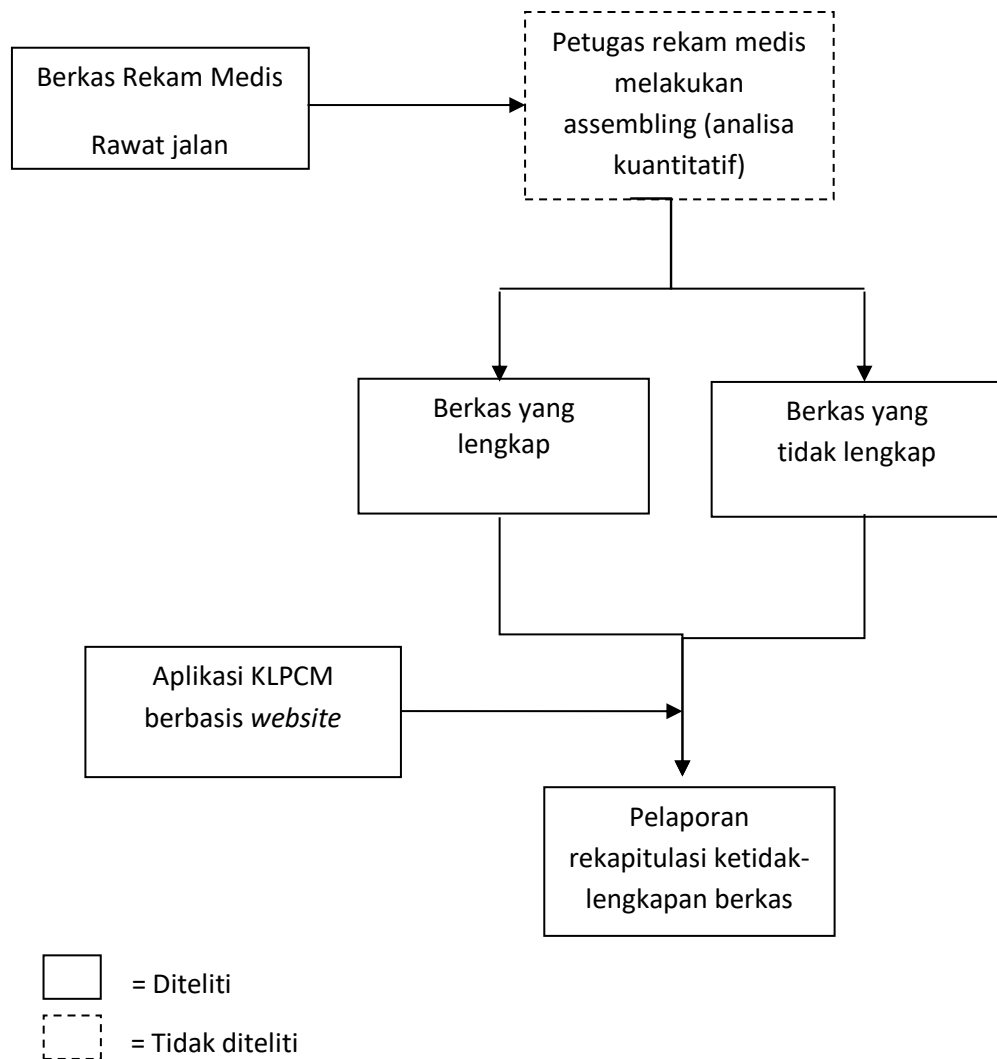 Berkas Rekam Medis
Rawat jalan
Petugas rekam medis
melakukan
assembling (analisa
kuantitatif)
Berkas yang
lengkap
Berkas yang
tidak lengkap
Aplikasi KLPCM
berbasis website
Pelaporan
rekapitulasi ketidak-
lengkapan berkas
= Diteliti
= Tidak diteliti